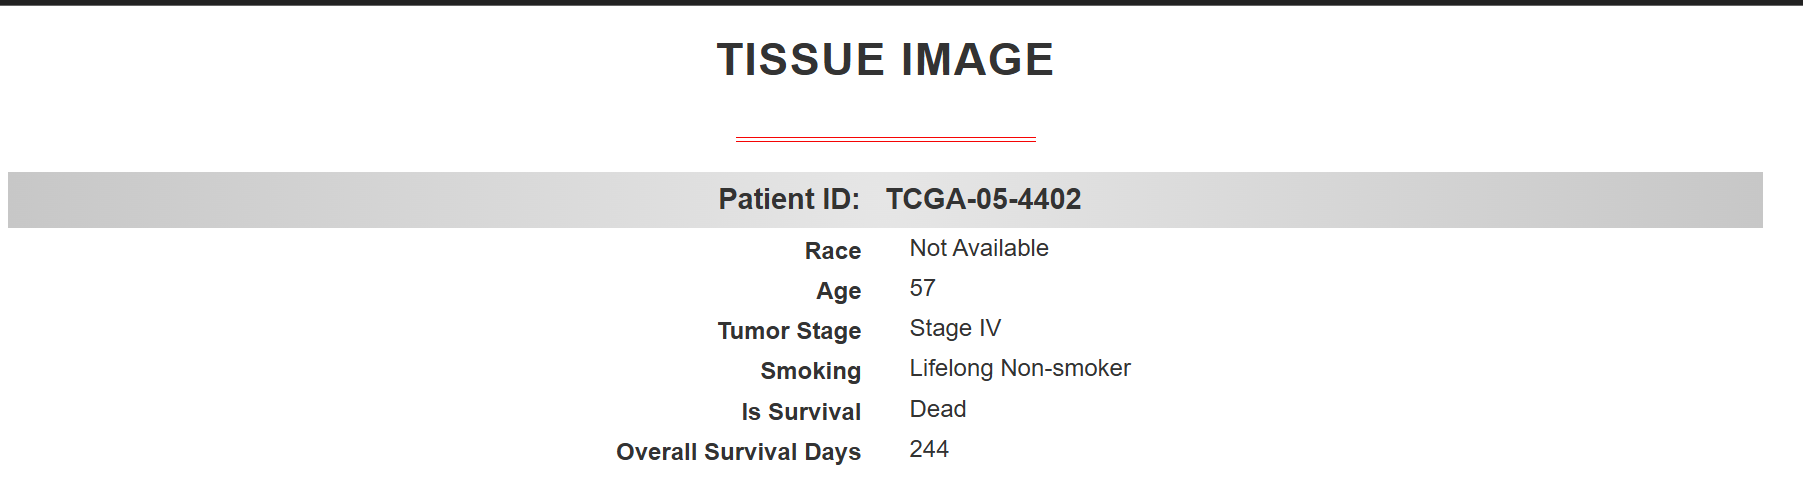 TISSUE IMAGE
Patient ID: TCGA-05-4402
Race Not Available
Age 57
Tumor Stage Stage IV
Smoking Lifelong Non-smoker
Is Survival Dead
Overall Survival Days 244